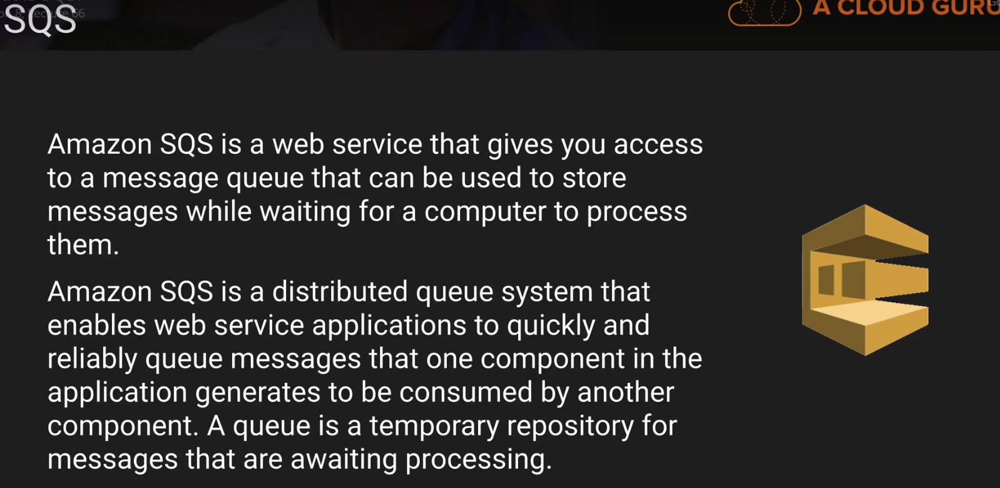 SQS
Lecture 66
A CLOUD GURU
Amazon SQS is a web service that gives you access
to a message queue that can be used to store
messages while waiting for a computer to process
them.
Amazon SQS is a distributed queue system that
enables web service applications to quickly and
reliably queue messages that one component in the
application generates to be consumed by another
component. A queue is a temporary repository for
messages that are awaiting processing.